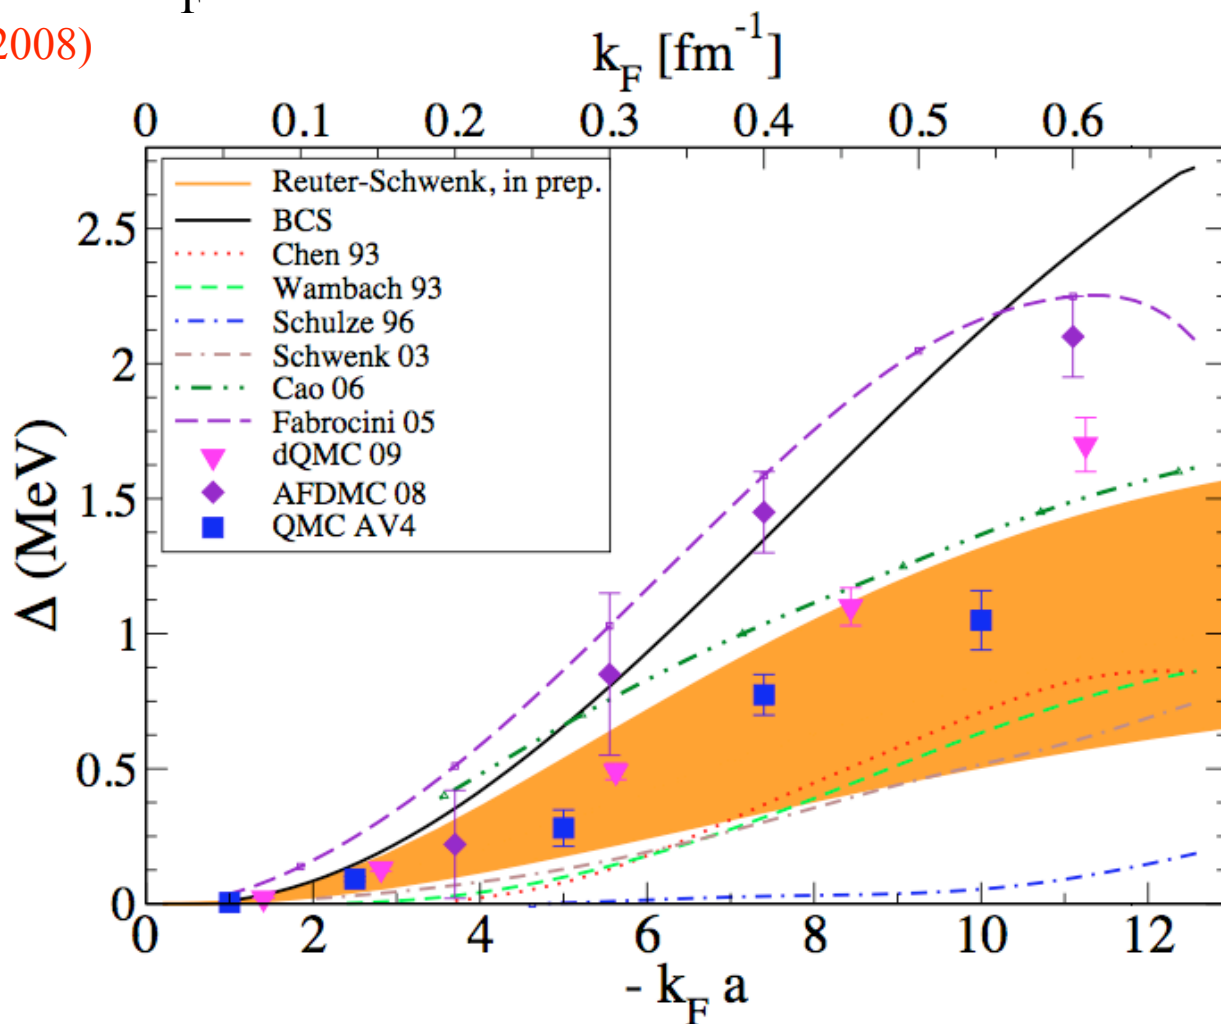 F
2008)
k_F [fm^-1]
0 0.1 0.2 0.3 0.4 0.5 0.6
Reuter-Schwenk, in prep.
BCS
Chen 93
Wambach 93
Schulze 96
Schwenk 03
Cao 06
Fabrocini 05
dQMC 09
AFDMC 08
QMC AV4
Δ (MeV)
2.5
2
1.5
1
0.5
0
0 2 4 6 8 10 12
- k_F a